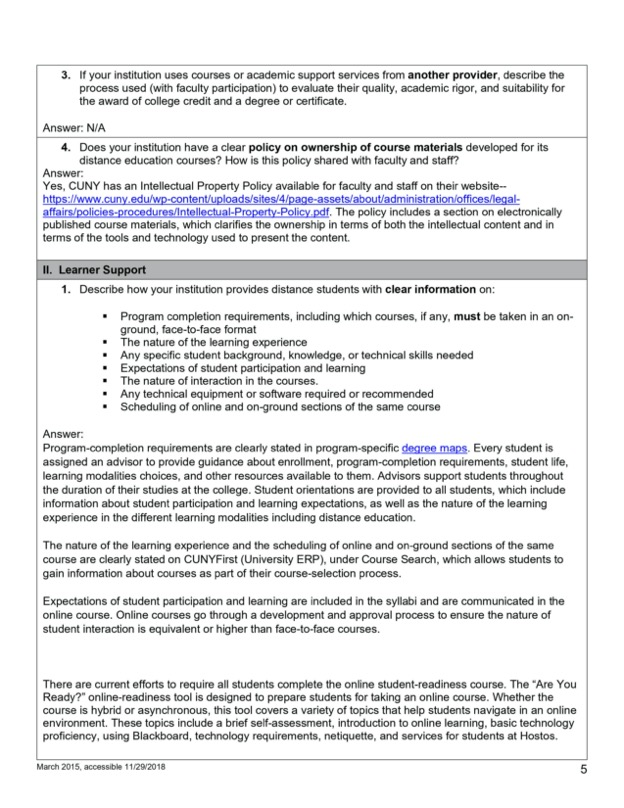 3. If your institution uses courses or academic support services from another provider, describe the
process used (with faculty participation) to evaluate their quality, academic rigor, and suitability for
the award of college credit and a degree or certificate.
Answer: N/A
4. Does your institution have a clear policy on ownership of course materials developed for its
distance education courses? How is this policy shared with faculty and staff?
Answer:
Yes, CUNY has an Intellectual Property Policy available for faculty and staff on their website--
https://www.cuny.edu/wp-content/uploads/sites/4/page-assets/about/administration/offices/legal-
affairs/policies-procedures/Intellectual-Property-Policy.pdf. The policy includes a section on electronically
published course materials, which clarifies the ownership in terms of both the intellectual content and in
terms of the tools and technology used to present the content.
II. Learner Support
1. Describe how your institution provides distance students with clear information on:
▪ Program completion requirements, including which courses, if any, must be taken in an on-
ground, face-to-face format
▪ The nature of the learning experience
▪ Any specific student background, knowledge, or technical skills needed
▪ Expectations of student participation and learning
▪ The nature of interaction in the courses.
▪ Any technical equipment or software required or recommended
▪ Scheduling of online and on-ground sections of the same course
Answer:
Program-completion requirements are clearly stated in program-specific degree maps. Every student is
assigned an advisor to provide guidance about enrollment, program-completion requirements, student life,
learning modalities choices, and other resources available to them. Advisors support students throughout
the duration of their studies at the college. Student orientations are provided to all students, which include
information about student participation and learning expectations, as well as the nature of the learning
experience in the different learning modalities including distance education.
The nature of the learning experience and the scheduling of online and on-ground sections of the same
course are clearly stated on CUNYFirst (University ERP), under Course Search, which allows students to
gain information about courses as part of their course-selection process.
Expectations of student participation and learning are included in the syllabi and are communicated in the
online course. Online courses go through a development and approval process to ensure the nature of
student interaction is equivalent or higher than face-to-face courses.
There are current efforts to require all students complete the online student-readiness course. The “Are You
Ready?” online-readiness tool is designed to prepare students for taking an online course. Whether the
course is hybrid or asynchronous, this tool covers a variety of topics that help students navigate in an online
environment. These topics include a brief self-assessment, introduction to online learning, basic technology
proficiency, using Blackboard, technology requirements, netiquette, and services for students at Hostos.
March 2015, accessible 11/29/2018
5